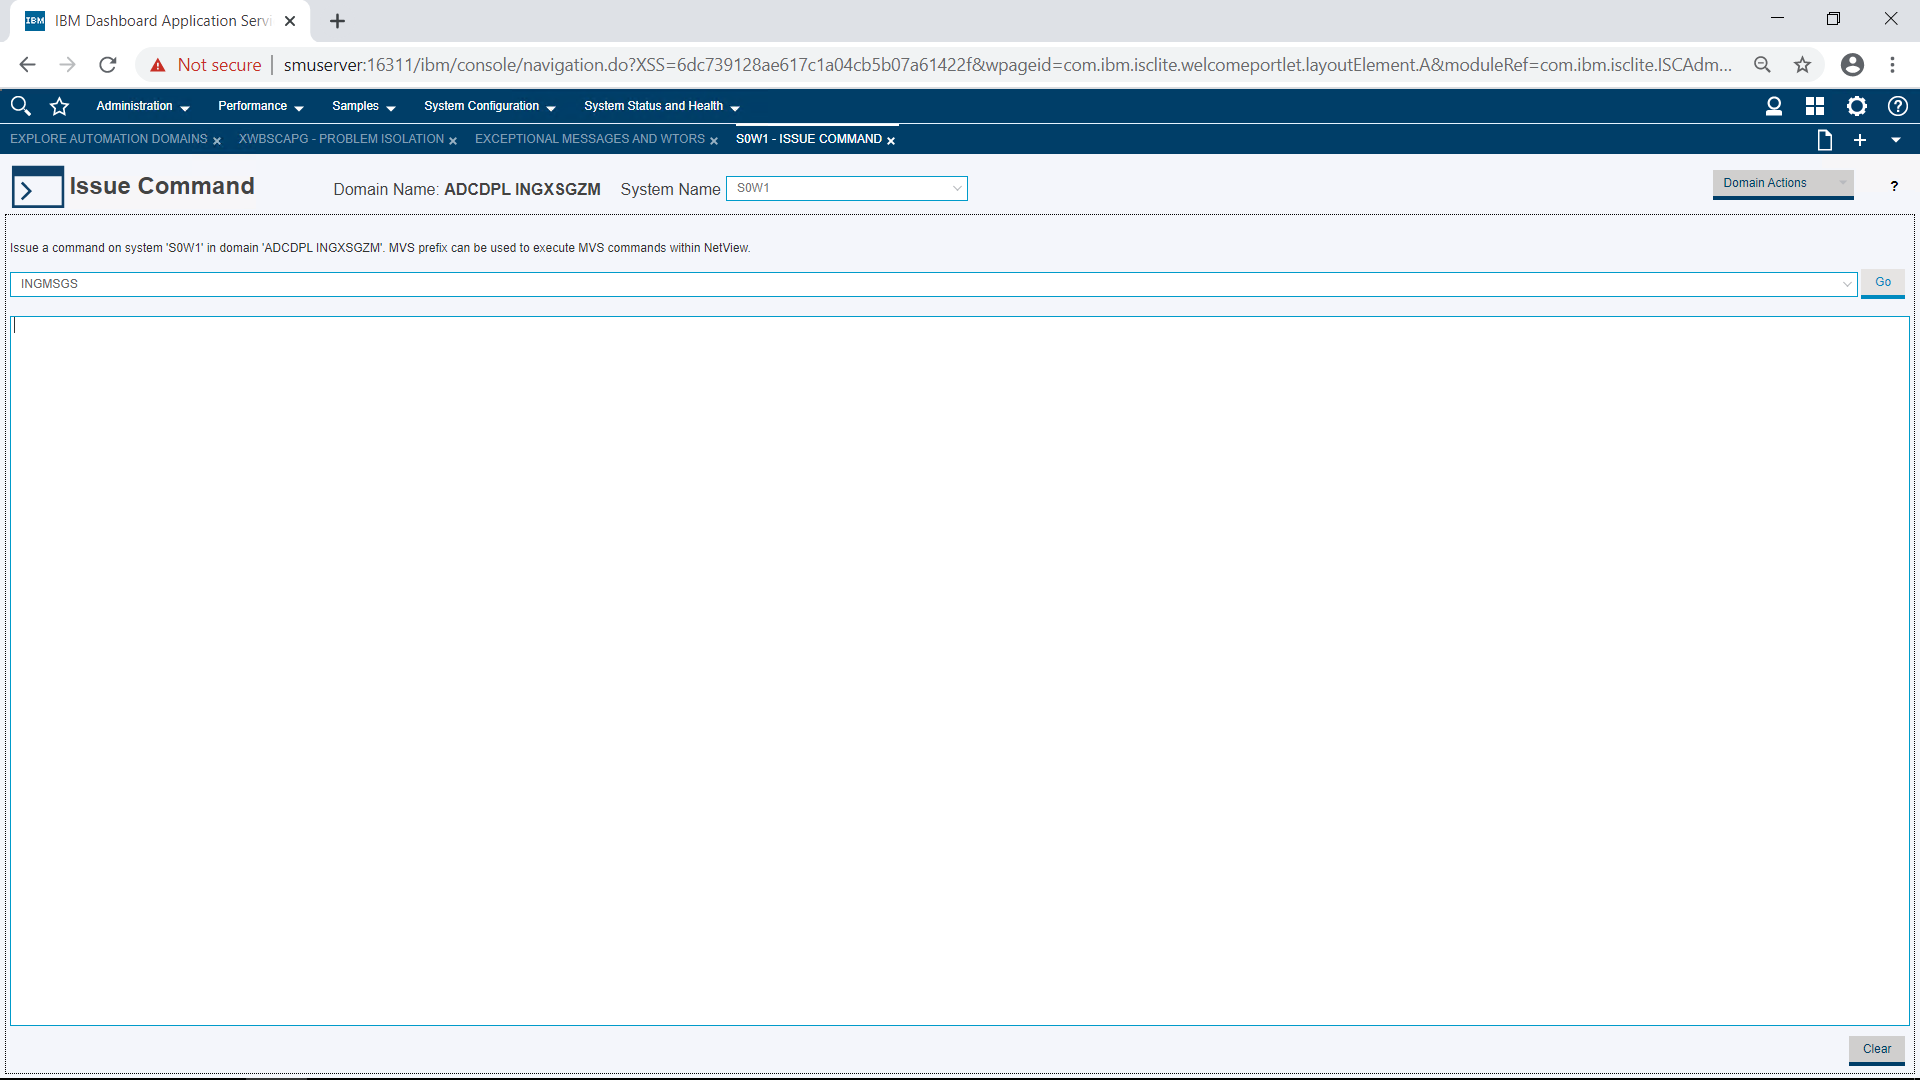 IBM IBM Dashboard Application Servi
Not secure smuserver:16311/ibm/console/navigation.do?XSS=6dc739128ae617c1a04cb5b07a61422f&wpageid=com.ibm.isclite.welcomeportlet.layoutElement.A&moduleRef=com.ibm.isclite.ISCAdm...
Administration Performance Samples System Configuration System Status and Health
EXPLORE AUTOMATION DOMAINS XWBSCAPG - PROBLEM ISOLATION EXCEPTIONAL MESSAGES AND WTORS S0W1 - ISSUE COMMAND
Issue Command Domain Name: ADCDPL INGXSGZM System Name S0W1 Domain Actions ?
Issue a command on system 'S0W1' in domain 'ADCDPL INGXSGZM'. MVS prefix can be used to execute MVS commands within NetView.
INGMSGS Go
Clear